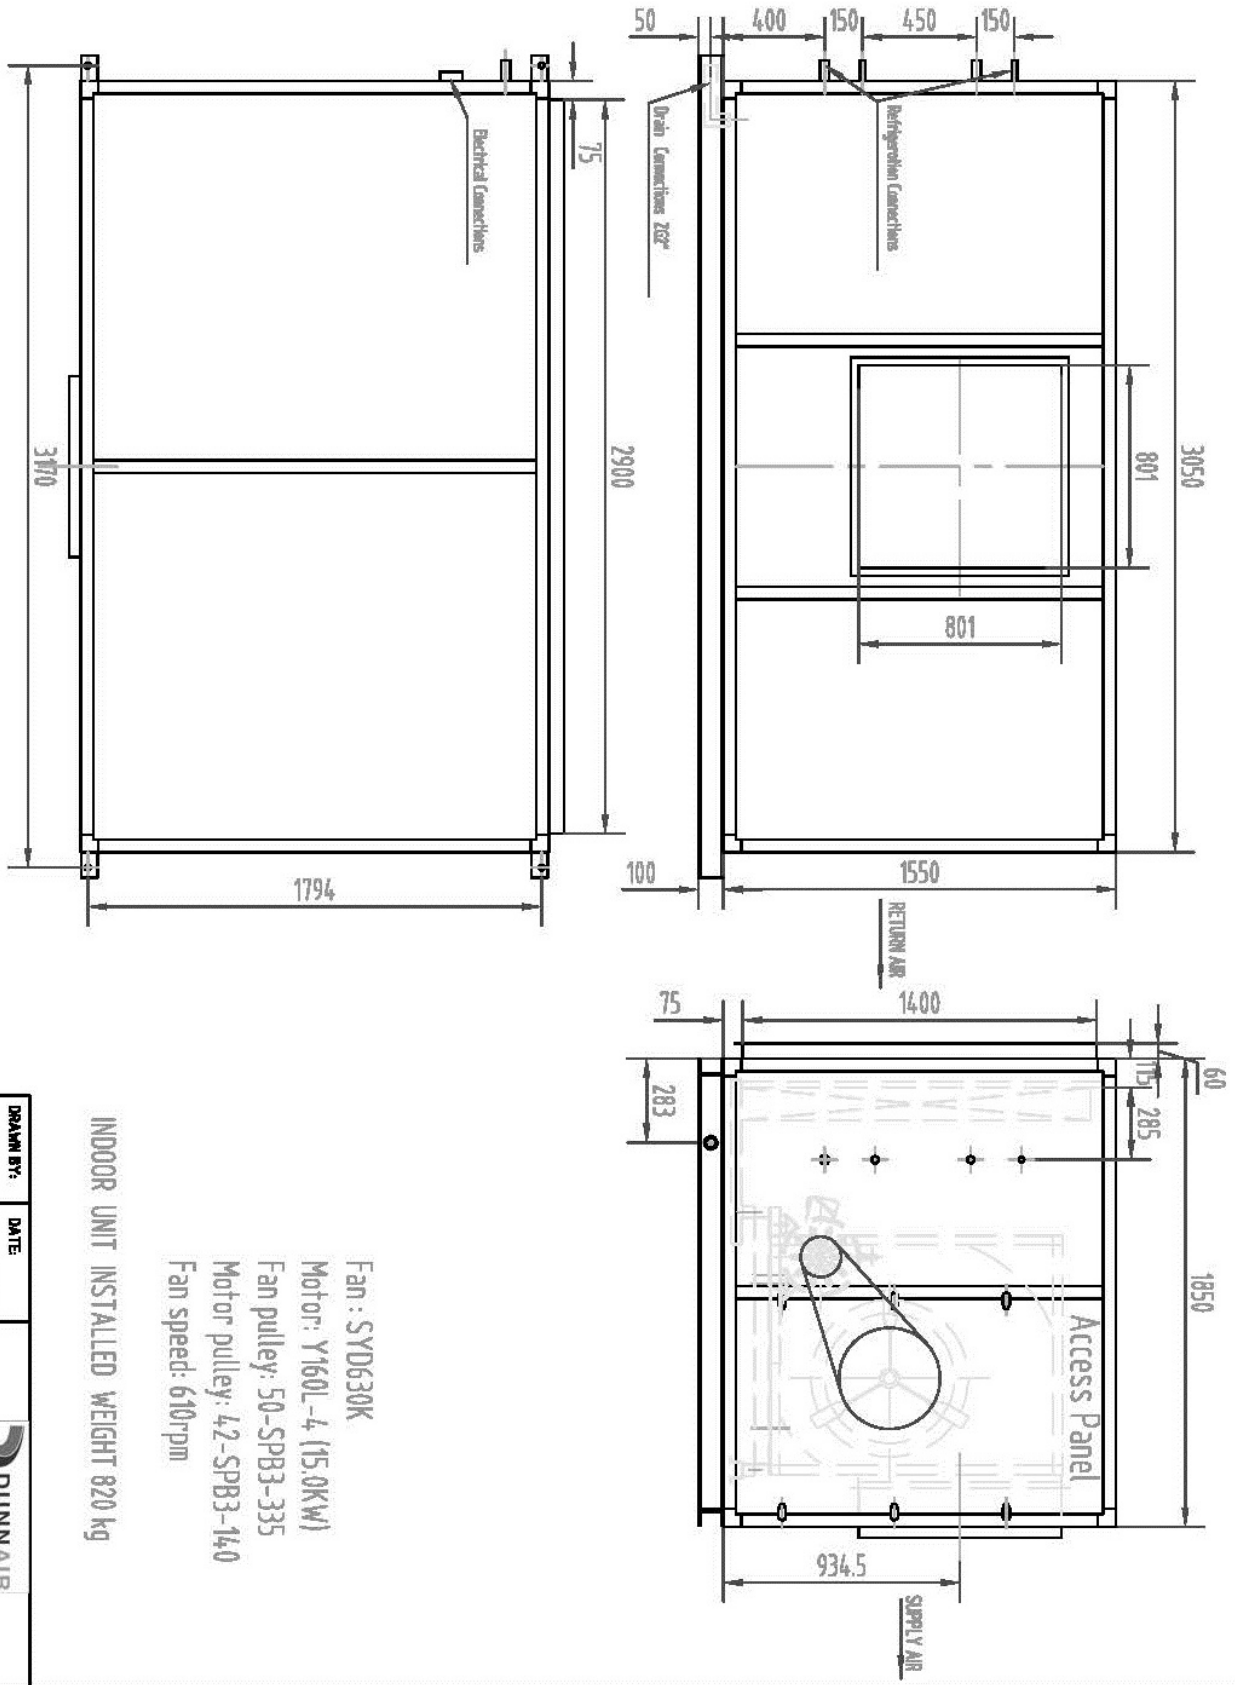 50
400
150
450
150
Drain Connections 2G2"
Refrigeration Connections
3050
801
801
1550
100
RETURN AIR
Electrical Connections
75
2900
3170
1794
75
1400
60
115
285
283
1850
Access Panel
934.5
SUPPLY AIR
Fan : SYD630K
Motor: Y160L-4 (15.0KW)
Fan pulley: 50-SPB3-335
Motor pulley: 42-SPB3-140
Fan speed: 610rpm
INDOOR UNIT INSTALLED WEIGHT 820 kg
DRAWN BY:
DATE:
DUNNAIR